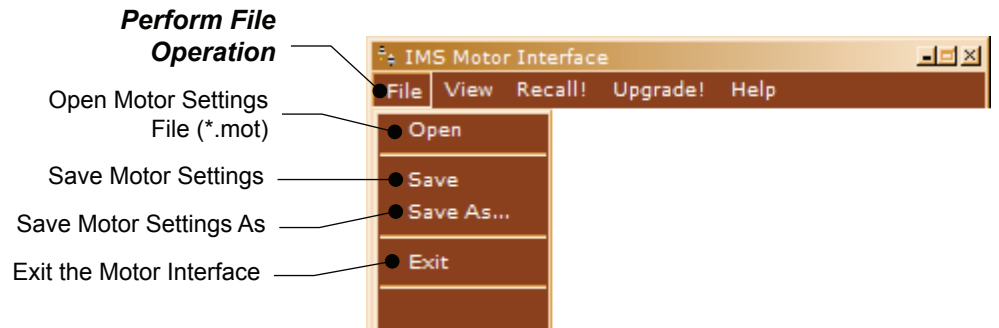 Perform File
Operation
Open Motor Settings
File (*.mot)
Save Motor Settings
Save Motor Settings As
Exit the Motor Interface
IMS Motor Interface
File View Recall! Upgrade! Help
Open
Save
Save As...
Exit